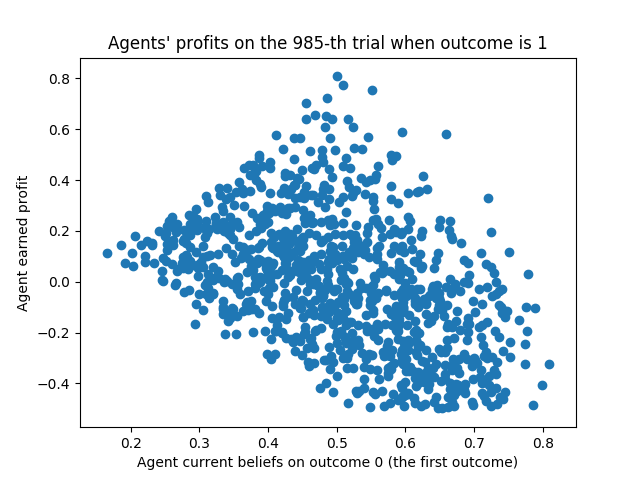 Agents' profits on the 985-th trial when outcome is 1
Agent earned profit
0.8
0.6
0.4
0.2
0.0
−0.2
−0.4
0.2 0.3 0.4 0.5 0.6 0.7 0.8
Agent current beliefs on outcome 0 (the first outcome)